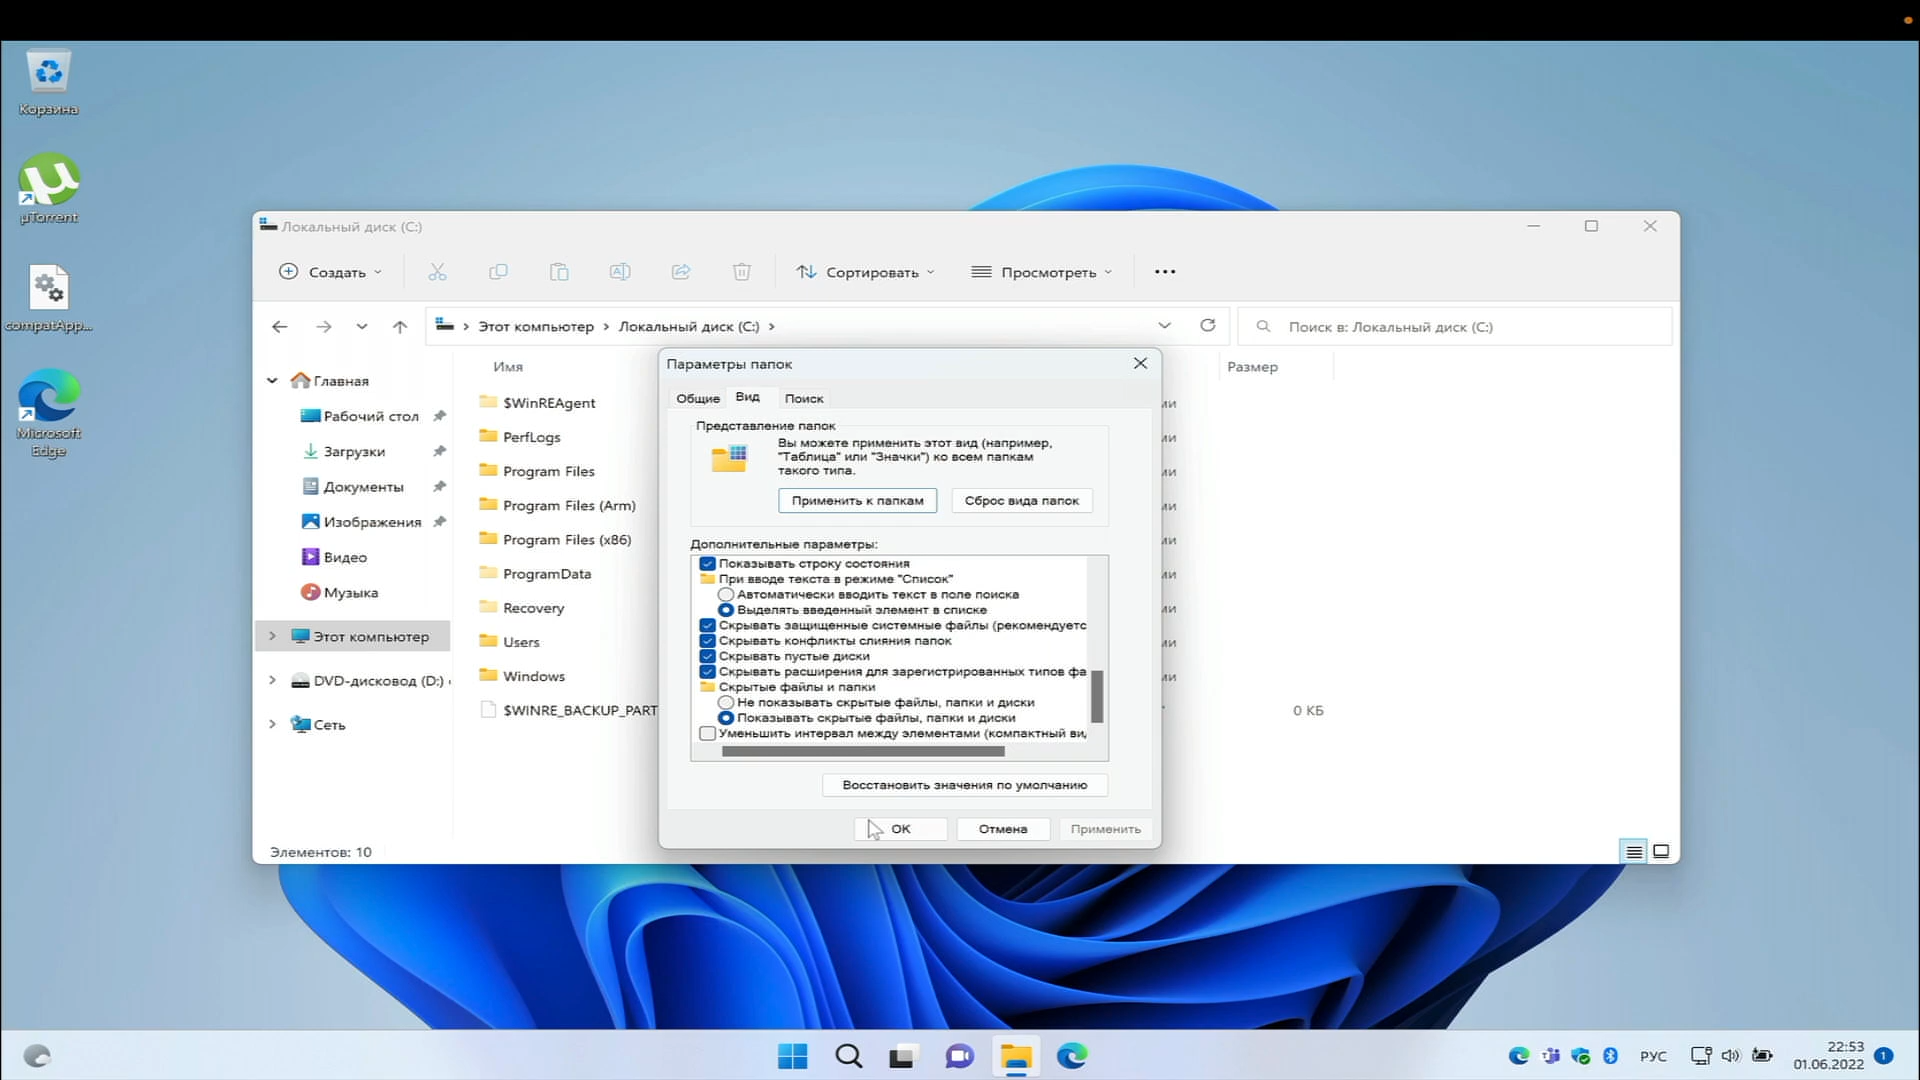 Корзина
µTorrent
compatApp...
Microsoft
Edge
Локальный диск (C:)
Создать
Сортировать
Просмотреть
Этот компьютер
Локальный диск (C:)
Поиск в: Локальный диск (C:)
Главная
Рабочий стол
Загрузки
Документы
Изображения
Видео
Музыка
Этот компьютер
DVD-дисковод (D:)
Сеть
Имя
Размер
$WinREAgent
PerfLogs
Program Files
Program Files (Arm)
Program Files (x86)
ProgramData
Recovery
Users
Windows
$WINRE_BACKUP_PART
0 КБ
Параметры папок
Общие
Вид
Поиск
Представление папок
Вы можете применить этот вид (например,
"Таблица" или "Значки") ко всем папкам
такого типа.
Применить к папкам
Сброс вида папок
Дополнительные параметры:
Показывать строку состояния
При вводе текста в режиме "Список"
Автоматически вводить текст в поле поиска
Выделять введенный элемент в списке
Скрывать защищенные системные файлы (рекомендуетс
Скрывать конфликты слияния папок
Скрывать пустые диски
Скрывать расширения для зарегистрированных типов фа
Скрытые файлы и папки
Не показывать скрытые файлы, папки и диски
Показывать скрытые файлы, папки и диски
Уменьшить интервал между элементами (компактный ви
Восстановить значения по умолчанию
OK
Отмена
Применить
Элементов: 10
РУС
22:53
01.06.2022
1